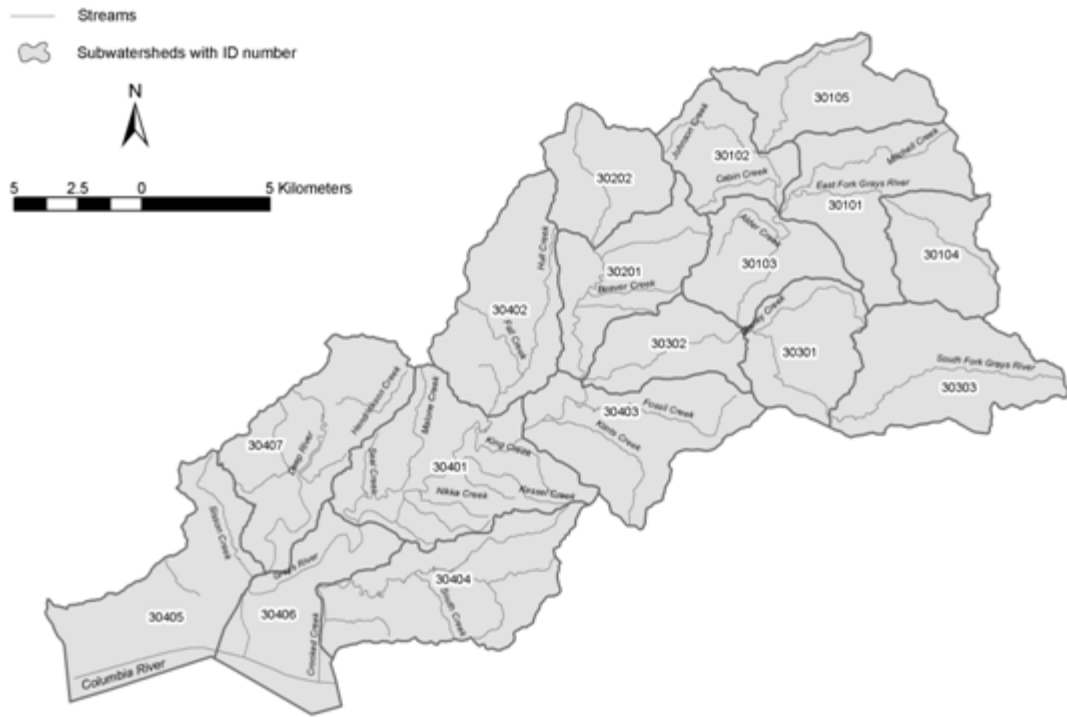 Streams
Subwatersheds with ID number
N
5 2.5 0 5 Kilometers
30105
Johnson Creek
30102
Mitchell Creek
30202
Cabin Creek
East Fork Grays River
30101
Alder Creek
Hull Creek
30104
30103
30201
Beaver Creek
30402
Fall Creek
30302
30301
South Fork Grays River
30303
Hendrickson Creek
Malone Creek
Fossil Creek
30403
Klints Creek
30407
Deep River
King Creek
30401
Seal Creek
Nikka Creek
Kessel Creek
Sisson Creek
Grays River
30404
South Creek
30405
30406
Crooked Creek
Columbia River